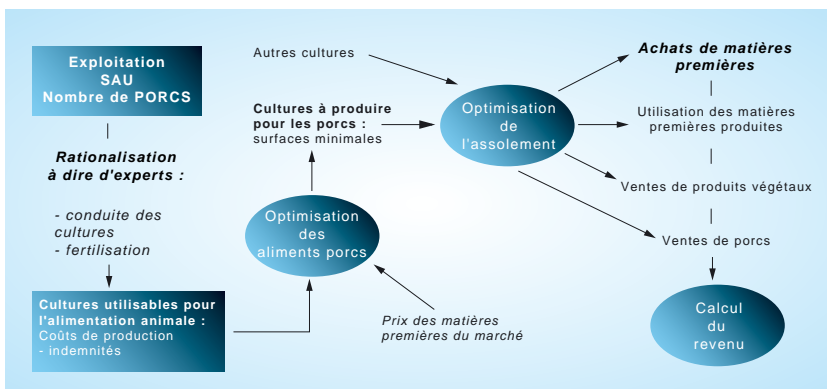 Exploitation
SAU
Nombre de PORCS
Rationalisation
à dire d'experts :
- conduite des
cultures
- fertilisation
Cultures utilisables pour
l'alimentation animale :
Coûts de production
- indemnités
Autres cultures
Cultures à produire
pour les porcs :
surfaces minimales
Optimisation
des
aliments porcs
Prix des matières
premières du marché
Optimisation
de
l'assolement
Achats de matières
premières
Utilisation des matières
premières produites
Ventes de produits végétaux
Ventes de porcs
Calcul
du
revenu